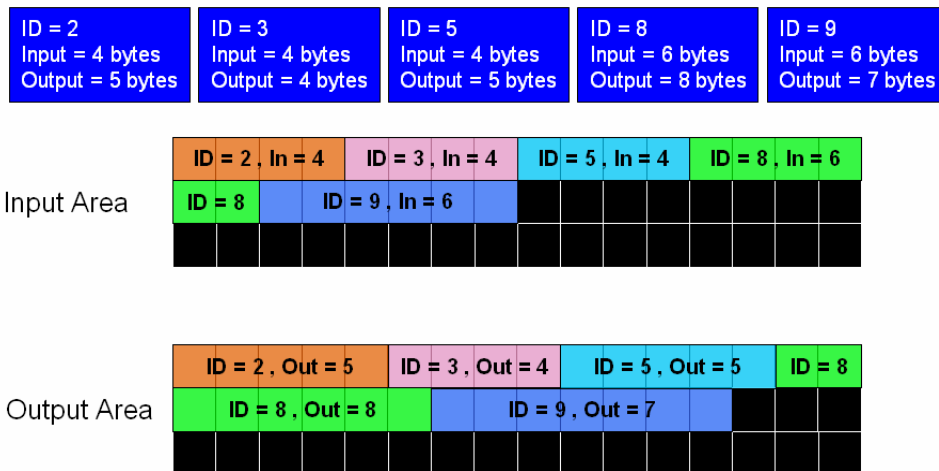 ID = 2
Input = 4 bytes
Output = 5 bytes
ID = 3
Input = 4 bytes
Output = 4 bytes
ID = 5
Input = 4 bytes
Output = 5 bytes
ID = 8
Input = 6 bytes
Output = 8 bytes
ID = 9
Input = 6 bytes
Output = 7 bytes
Input Area
ID = 2 , In = 4
ID = 3 , In = 4
ID = 5 , In = 4
ID = 8 , In = 6
ID = 8
ID = 9 , In = 6
Output Area
ID = 2 , Out = 5
ID = 3 , Out = 4
ID = 5 , Out = 5
ID = 8
ID = 8 , Out = 8
ID = 9 , Out = 7